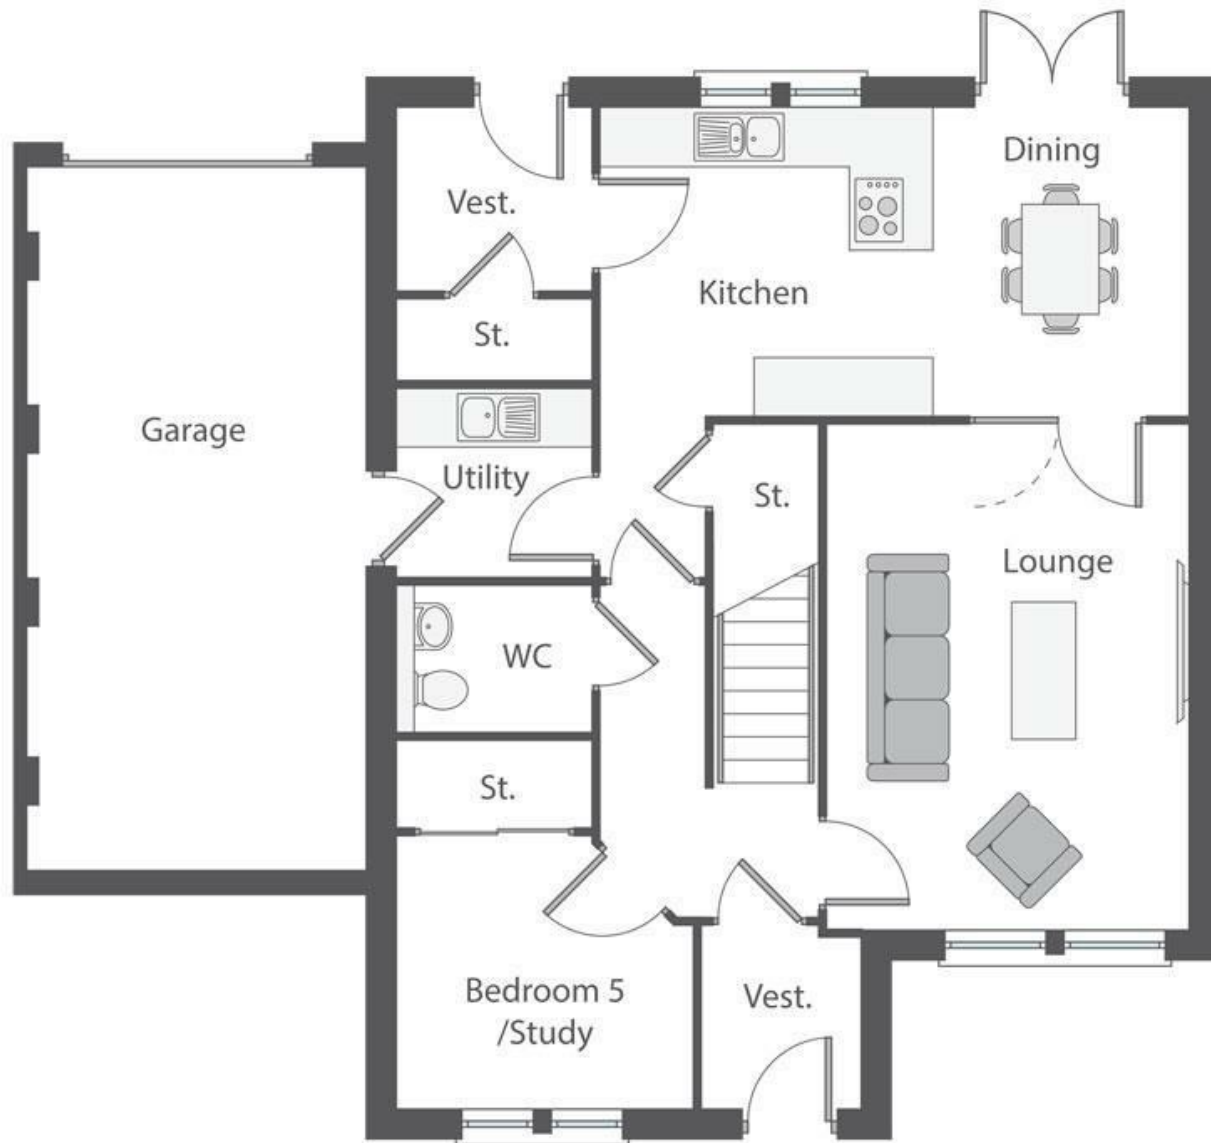 Dining
Vest.
Kitchen
St.
Garage
Utility
St.
Lounge
WC
St.
Bedroom 5
/Study
Vest.